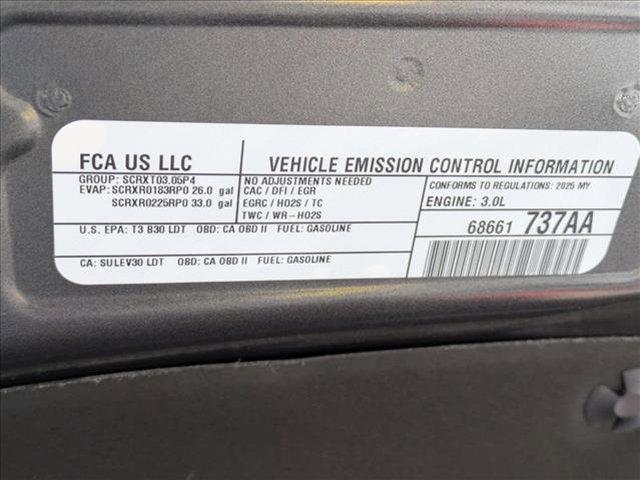 FCA US LLC
VEHICLE EMISSION CONTROL INFORMATION
GROUP: SCRXT03.05P4
EVAP: SCRXR0183RP0 26.0 gal
SCRXR0225RP0 33.0 gal
NO ADJUSTMENTS NEEDED
CAC / DFI / EGR
EGRC / HO2S / TC
TWC / WR-HO2S
CONFORMS TO REGULATIONS: 2025 MY
ENGINE: 3.0L
U.S. EPA: T3 B30 LDT OBD: CA OBD II FUEL: GASOLINE
CA: SULEV30 LDT OBD: CA OBD II FUEL: GASOLINE
68661 737AA